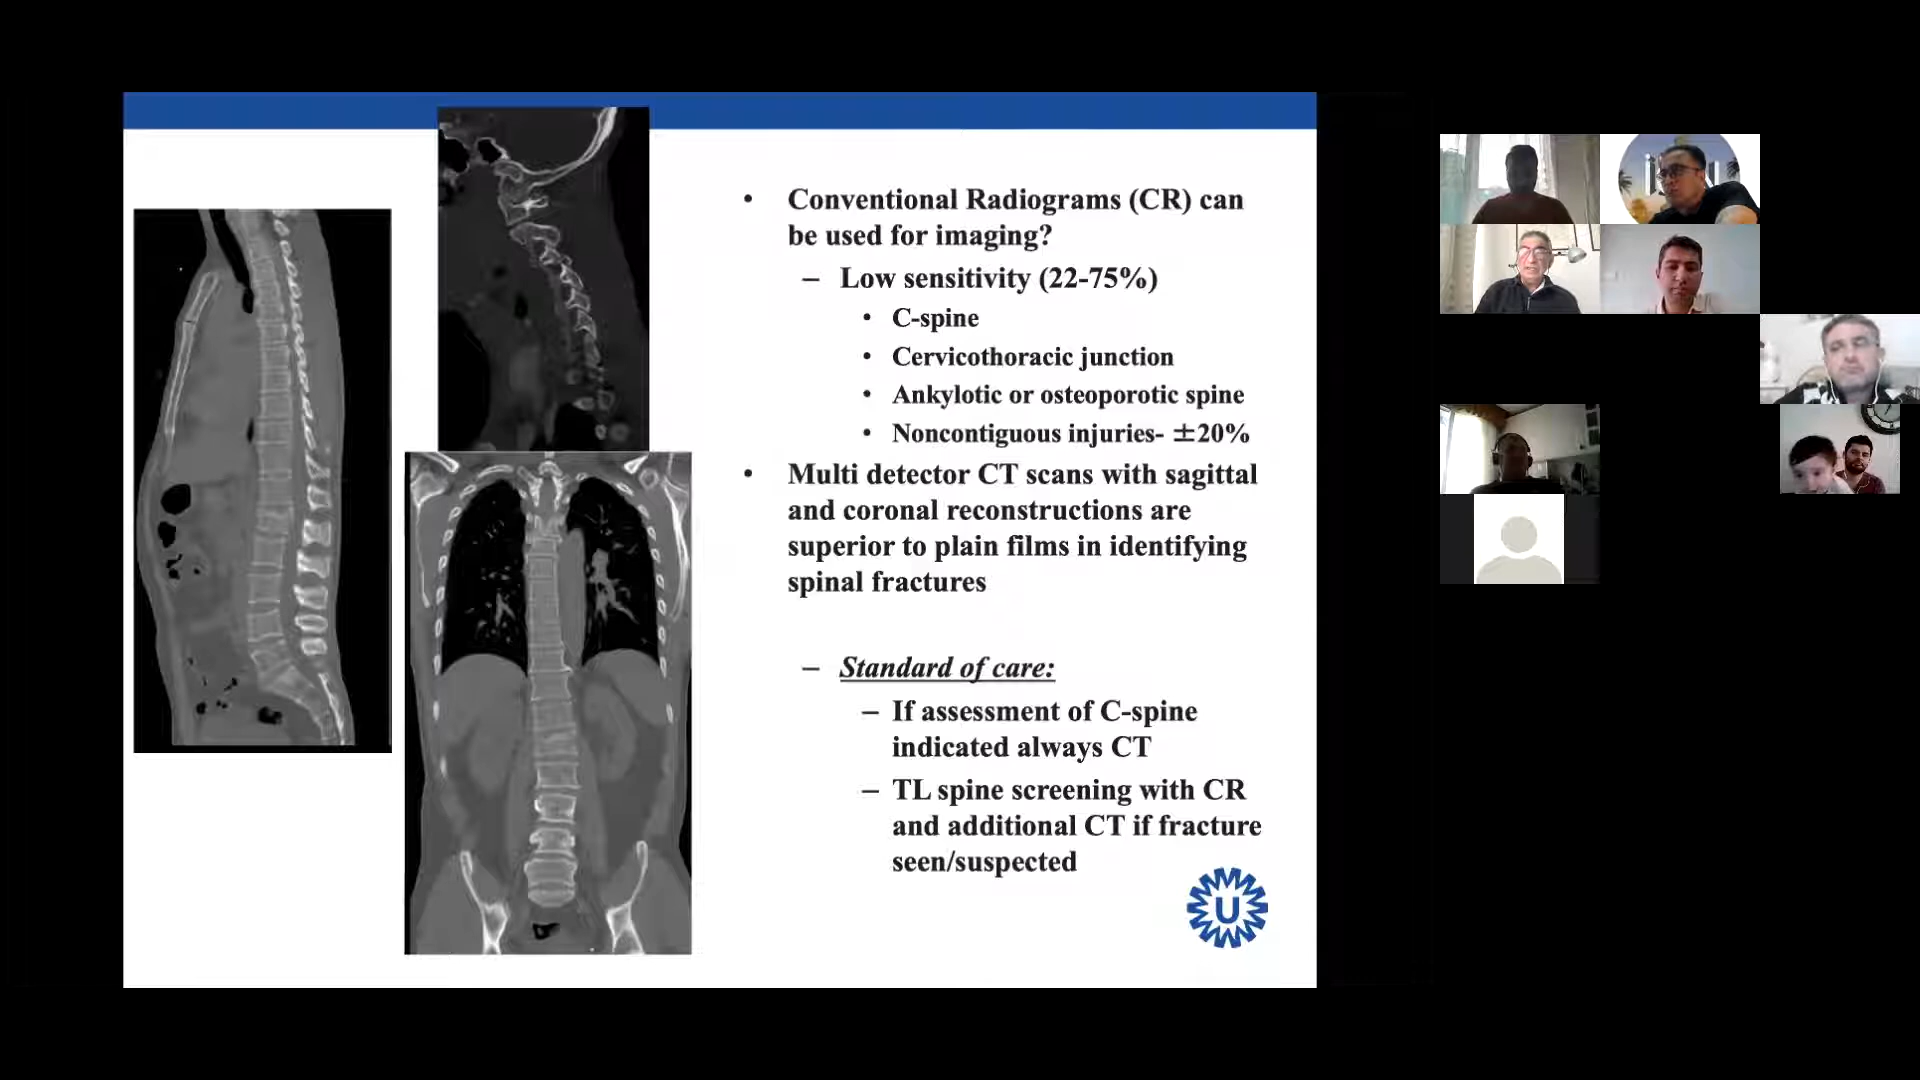 Conventional Radiograms (CR) can
be used for imaging?
– Low sensitivity (22-75%)
• C-spine
• Cervicothoracic junction
• Ankylotic or osteoporotic spine
• Noncontiguous injuries- ±20%
• Multi detector CT scans with sagittal
and coronal reconstructions are
superior to plain films in identifying
spinal fractures
– Standard of care:
– If assessment of C-spine
indicated always CT
– TL spine screening with CR
and additional CT if fracture
seen/suspected
U